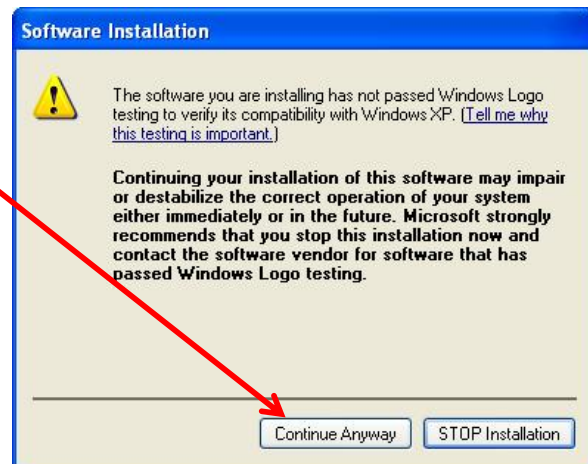 Software Installation
The software you are installing has not passed Windows Logo
testing to verify its compatibility with Windows XP. (Tell me why
this testing is important.)
Continuing your installation of this software may impair
or destabilize the correct operation of your system
either immediately or in the future. Microsoft strongly
recommends that you stop this installation now and
contact the software vendor for software that has
passed Windows Logo testing.
Continue Anyway STOP Installation